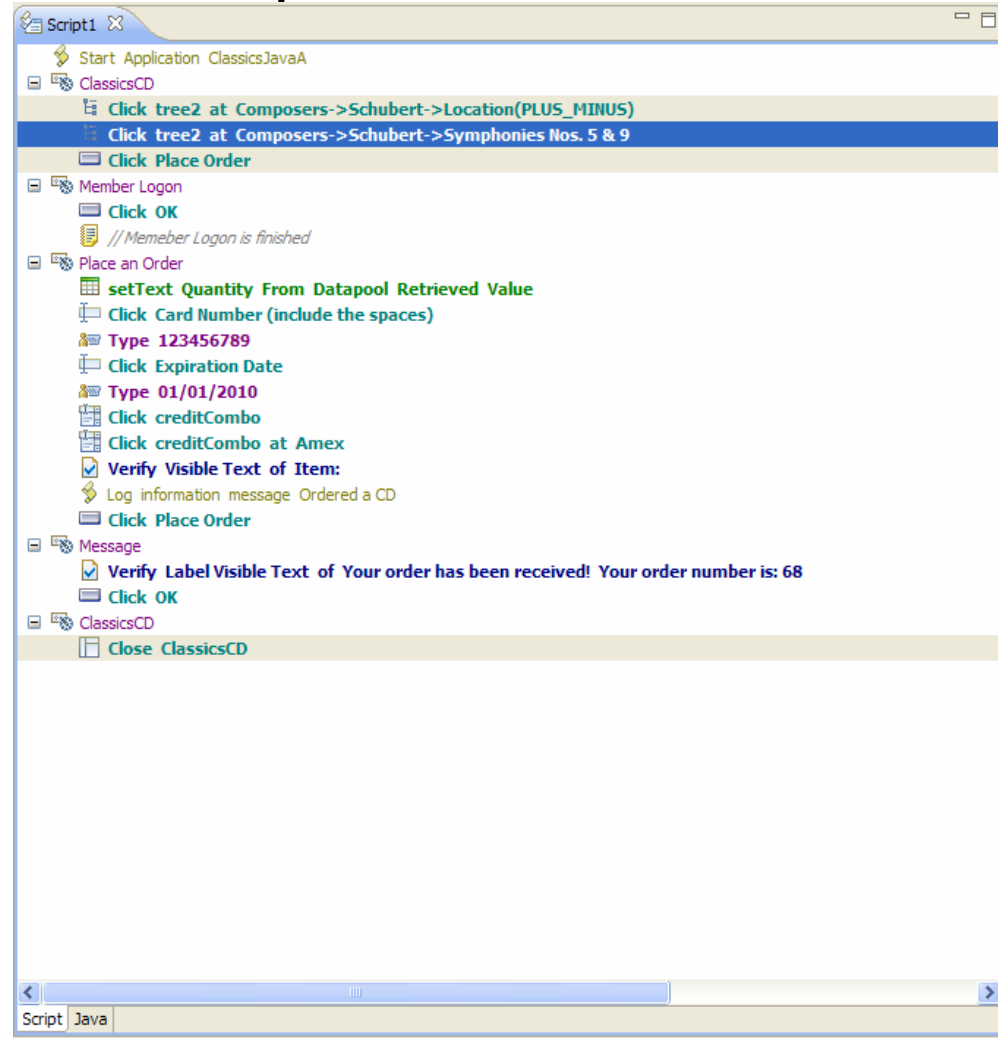 Script1
Start Application ClassicsJavaA
ClassicsCD
Click tree2 at Composers->Schubert->Location(PLUS_MINUS)
Click tree2 at Composers->Schubert->Symphonies Nos. 5 & 9
Click Place Order
Member Logon
Click OK
// Memeber Logon is finished
Place an Order
setText Quantity From Datapool Retrieved Value
Click Card Number (include the spaces)
Type 123456789
Click Expiration Date
Type 01/01/2010
Click creditCombo
Click creditCombo at Amex
Verify Visible Text of Item:
Log information message Ordered a CD
Click Place Order
Message
Verify Label Visible Text of Your order has been received! Your order number is: 68
Click OK
ClassicsCD
Close ClassicsCD
Script Java